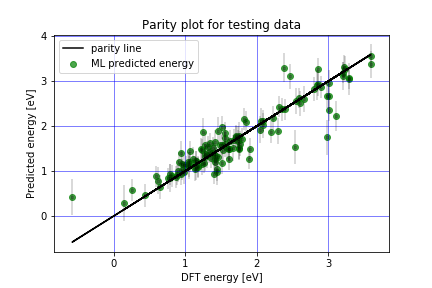 Parity plot for testing data
parity line
ML predicted energy
Predicted energy [eV]
4
3
2
1
0
0 1 2 3
DFT energy [eV]